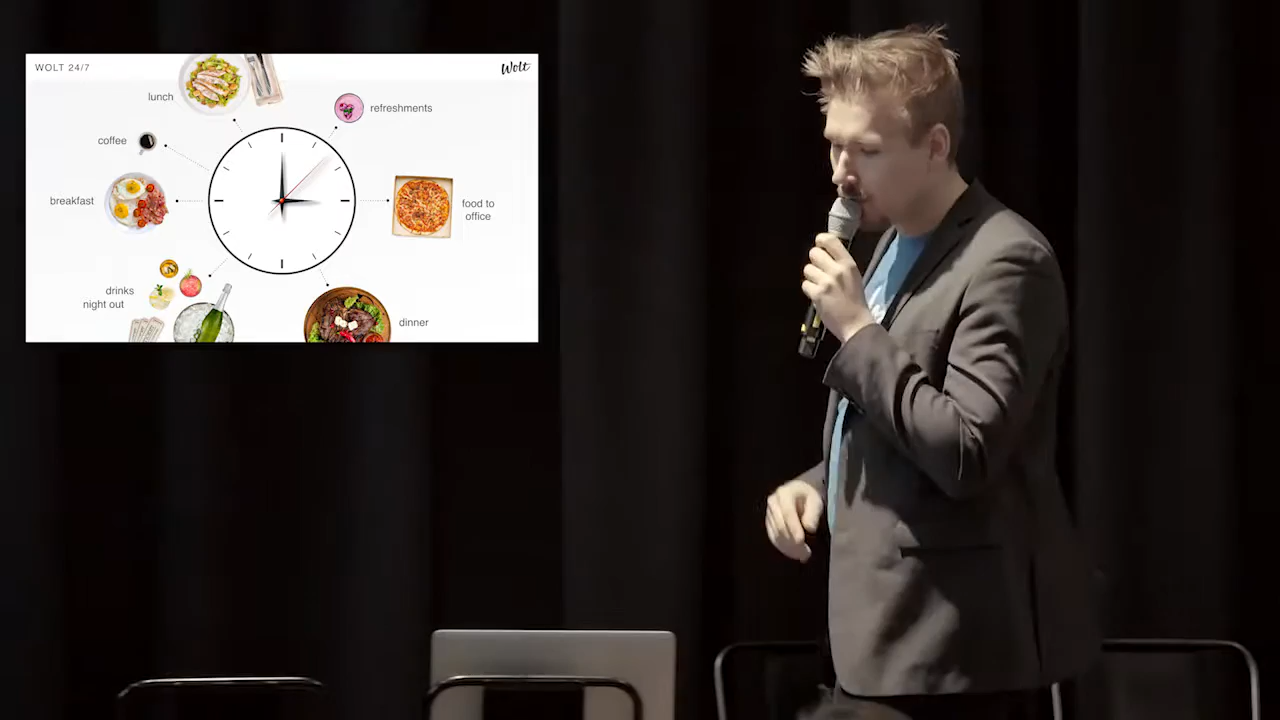 WOLT 24/7
Wolt
lunch
refreshments
coffee
breakfast
food to
office
drinks
night out
dinner